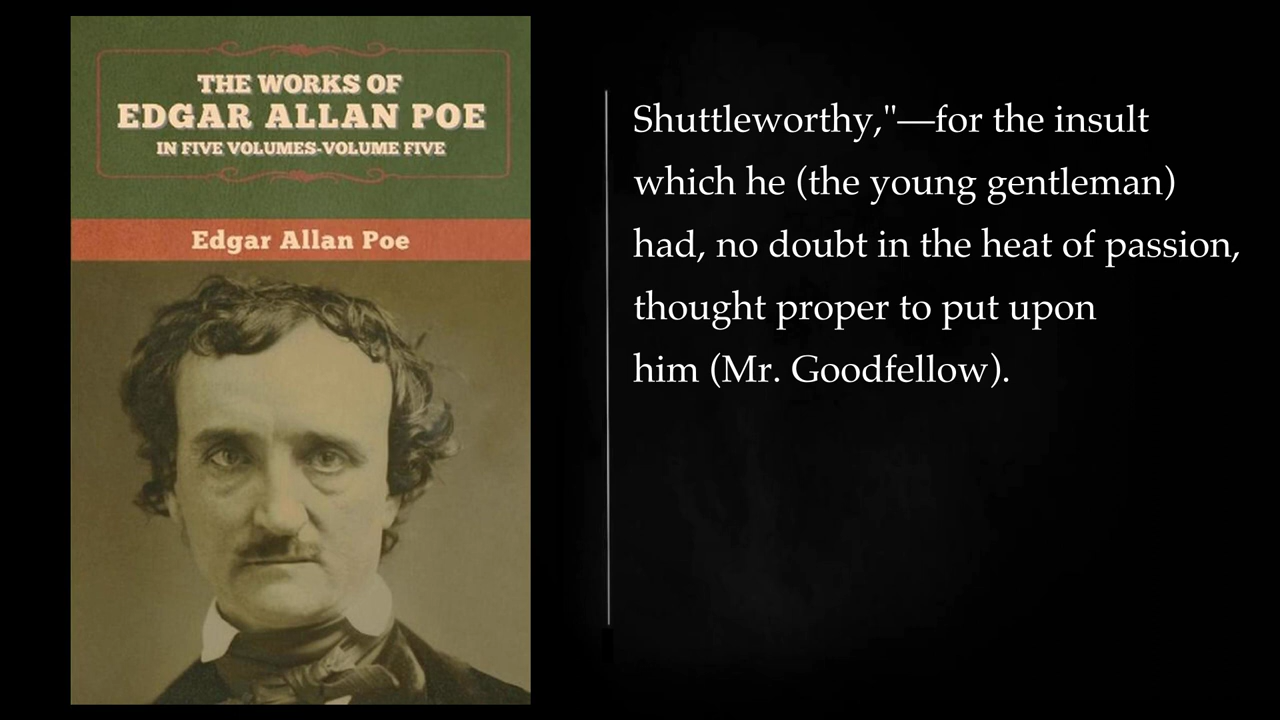 THE WORKS OF
EDGAR ALLAN POE
IN FIVE VOLUMES-VOLUME FIVE
Edgar Allan Poe
Shuttleworthy,"—for the insult
which he (the young gentleman)
had, no doubt in the heat of passion,
thought proper to put upon
him (Mr. Goodfellow).